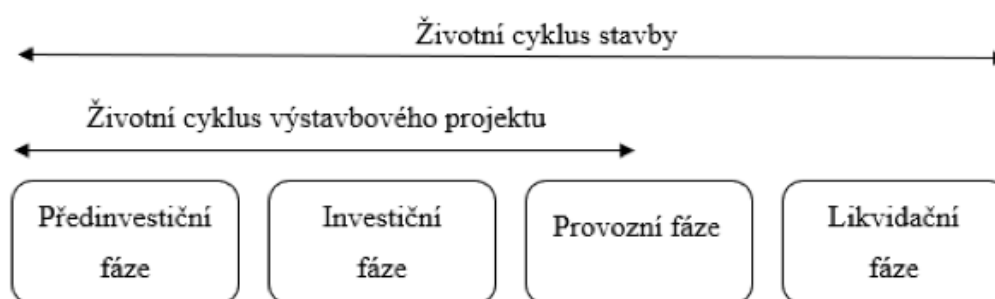 Životní cyklus stavby
Životní cyklus výstavbového projektu
Předinvestiční
fáze
Investiční
fáze
Provozní fáze
Likvidační
fáze